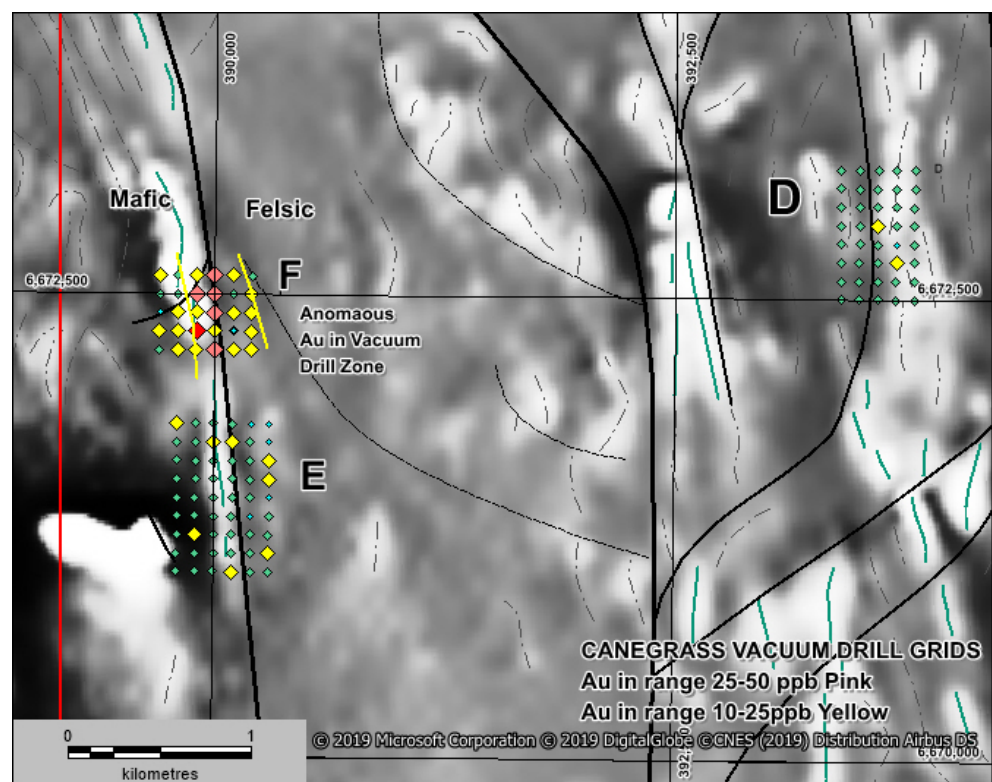 390,000
392,500
D
D
Mafic
Felsic
F
6,672,500
6,672,500
Anomaous
Au in Vacuum
Drill Zone
E
CANEGRASS VACUUM DRILL GRIDS
Au in range 25-50 ppb Pink
Au in range 10-25ppb Yellow
0
1
© 2019 Microsoft Corporation © 2019 DigitalGlobe ©CNES (2019) Distribution Airbus DS
6,670,000
kilometres